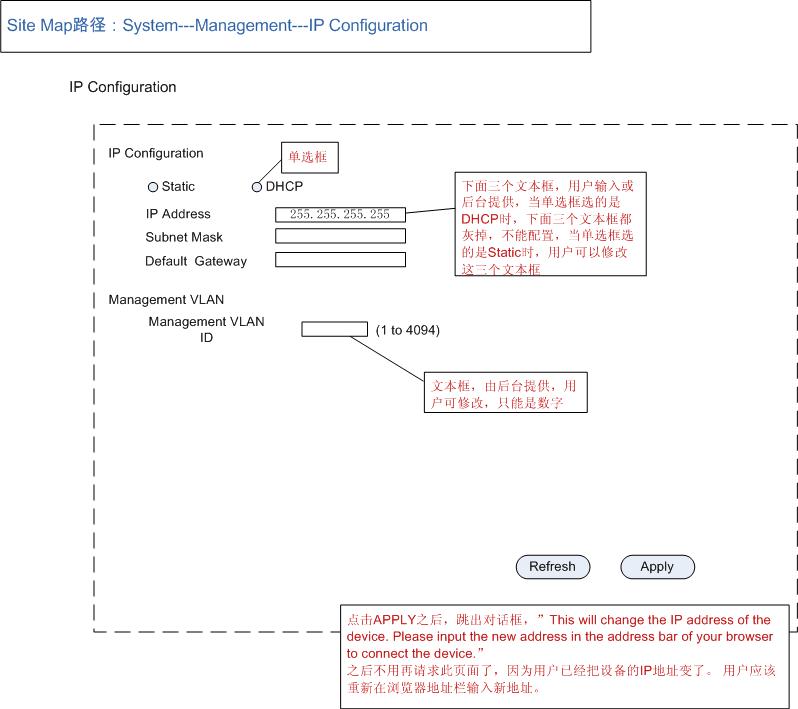 Site Map路径：System---Management---IP Configuration
IP Configuration
IP Configuration
单选框
Static
DHCP
IP Address
255.255.255.255
Subnet Mask
Default Gateway
下面三个文本框，用户输入或
后台提供，当单选框选的是
DHCP时，下面三个文本框都
灰掉，不能配置，当单选框选
的是Static时，用户可以修改
这三个文本框
Management VLAN
Management VLAN
ID
(1 to 4094)
文本框，由后台提供，用
户可修改，只能是数字
Refresh
Apply
点击APPLY之后，跳出对话框，” This will change the IP address of the
device. Please input the new address in the address bar of your browser
to connect the device.”
之后不用再请求此页面了，因为用户已经把设备的IP地址变了。 用户应该
重新在浏览器地址栏输入新地址。